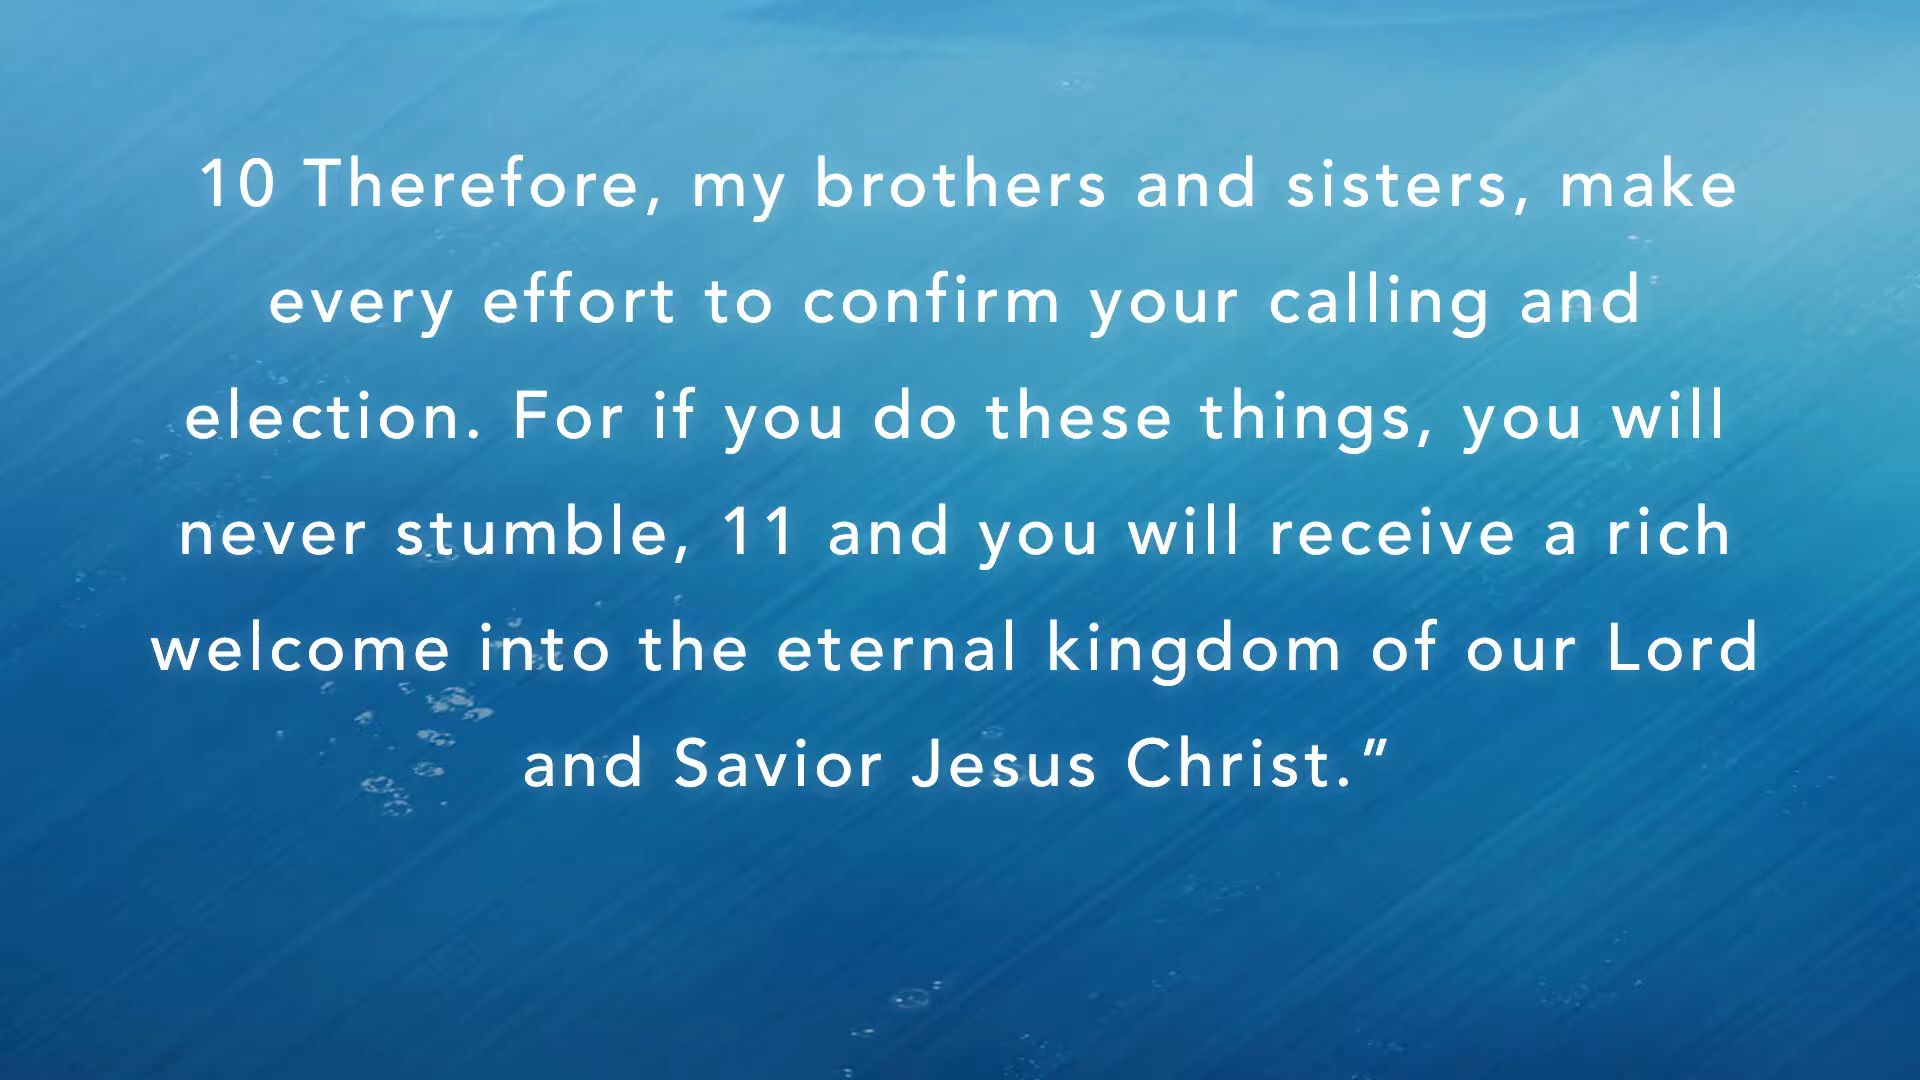 10 Therefore, my brothers and sisters, make
every effort to confirm your calling and
election. For if you do these things, you will
never stumble, 11 and you will receive a rich
welcome into the eternal kingdom of our Lord
and Savior Jesus Christ.”